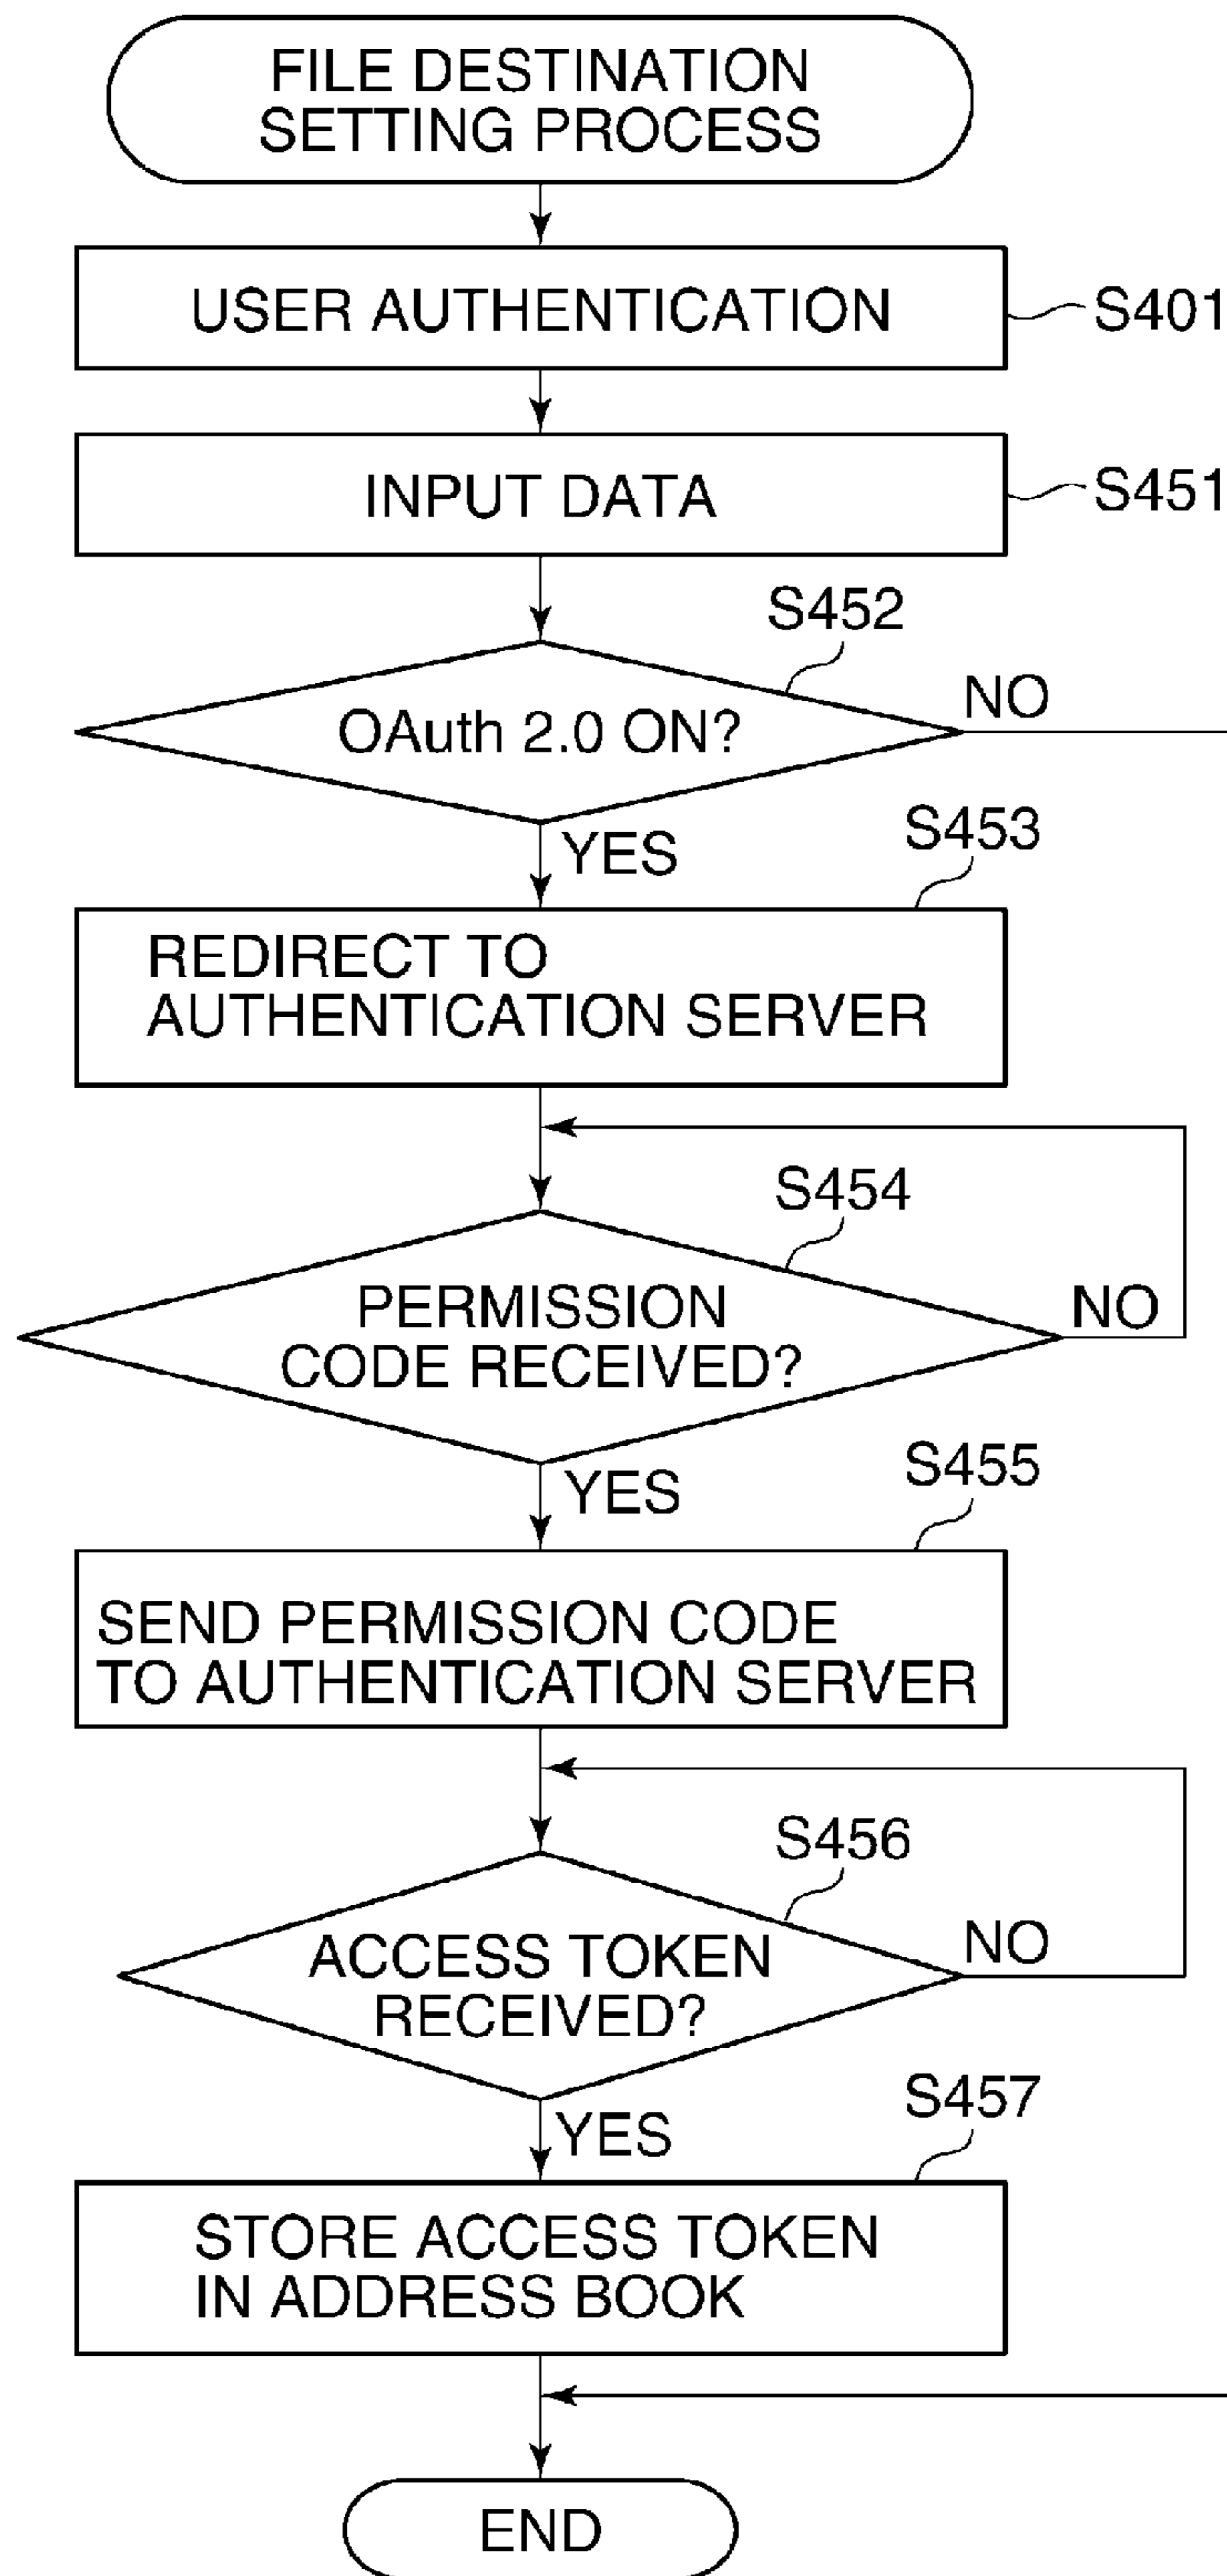 FILE DESTINATION
SETTING PROCESS
USER AUTHENTICATION
S401
INPUT DATA
S451
S452
OAuth 2.0 ON?
NO
YES
S453
REDIRECT TO
AUTHENTICATION SERVER
S454
PERMISSION
CODE RECEIVED?
NO
YES
S455
SEND PERMISSION CODE
TO AUTHENTICATION SERVER
S456
ACCESS TOKEN
RECEIVED?
NO
YES
S457
STORE ACCESS TOKEN
IN ADDRESS BOOK
END